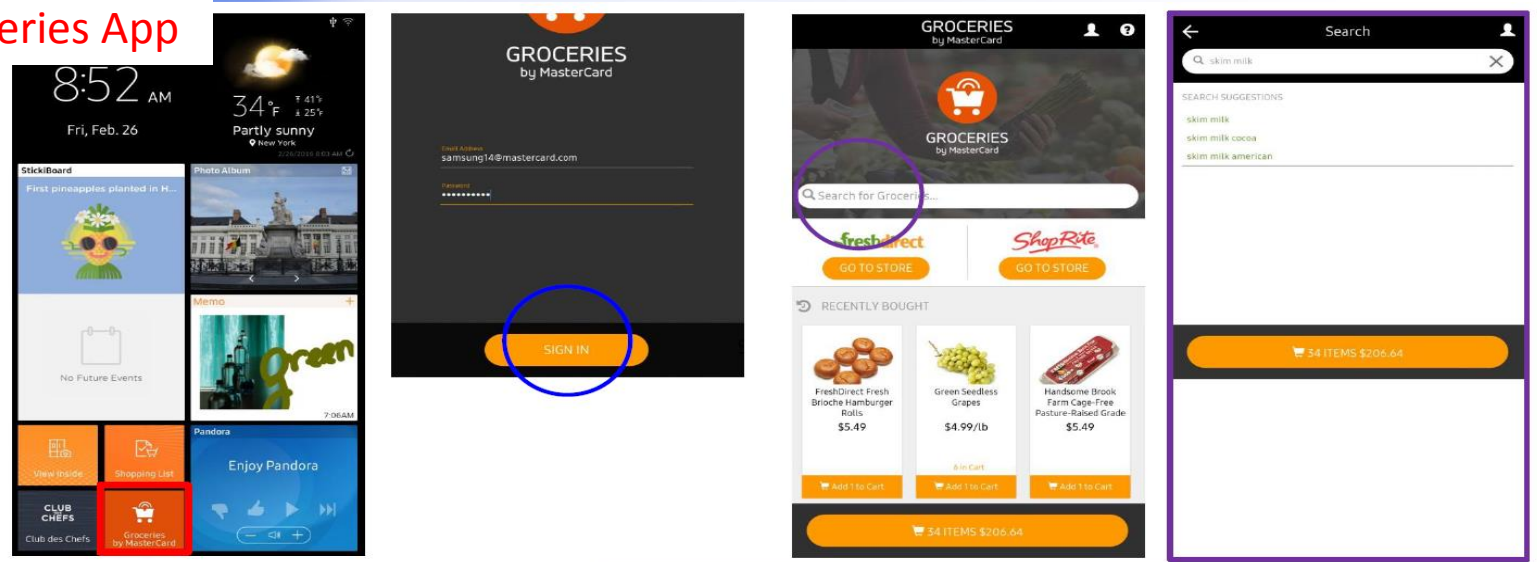 eries App
8:52 AM
Fri, Feb. 26
34°F 41°F
25°F
Partly sunny
New York
2/26/2016 8:03 AM
StickiBoard
First pineapples planted in H...
Photo Album
No Future Events
Memo
green
7:06AM
View Inside
Shopping List
Pandora
Enjoy Pandora
CLUB
DES
CHEFS
Club des Chefs
Groceries
by MasterCard
GROCERIES
by MasterCard
Email Address
samsung14@mastercard.com
Password
SIGN IN
GROCERIES
by MasterCard
GROCERIES
by MasterCard
Search for Groceries...
freshdirect
GO TO STORE
ShopRite
GO TO STORE
RECENTLY BOUGHT
FreshDirect Fresh
Brioche Hamburger
Rolls
$5.49
Add 1 to Cart
Green Seedless
Grapes
$4.99/lb
6 in Cart
Add 1 to Cart
Handsome Brook
Farm Cage-Free
Pasture-Raised Grade
$5.49
Add 1 to Cart
34 ITEMS $206.64
Search
skim milk
SEARCH SUGGESTIONS
skim milk
skim milk cocoa
skim milk american
34 ITEMS $206.64